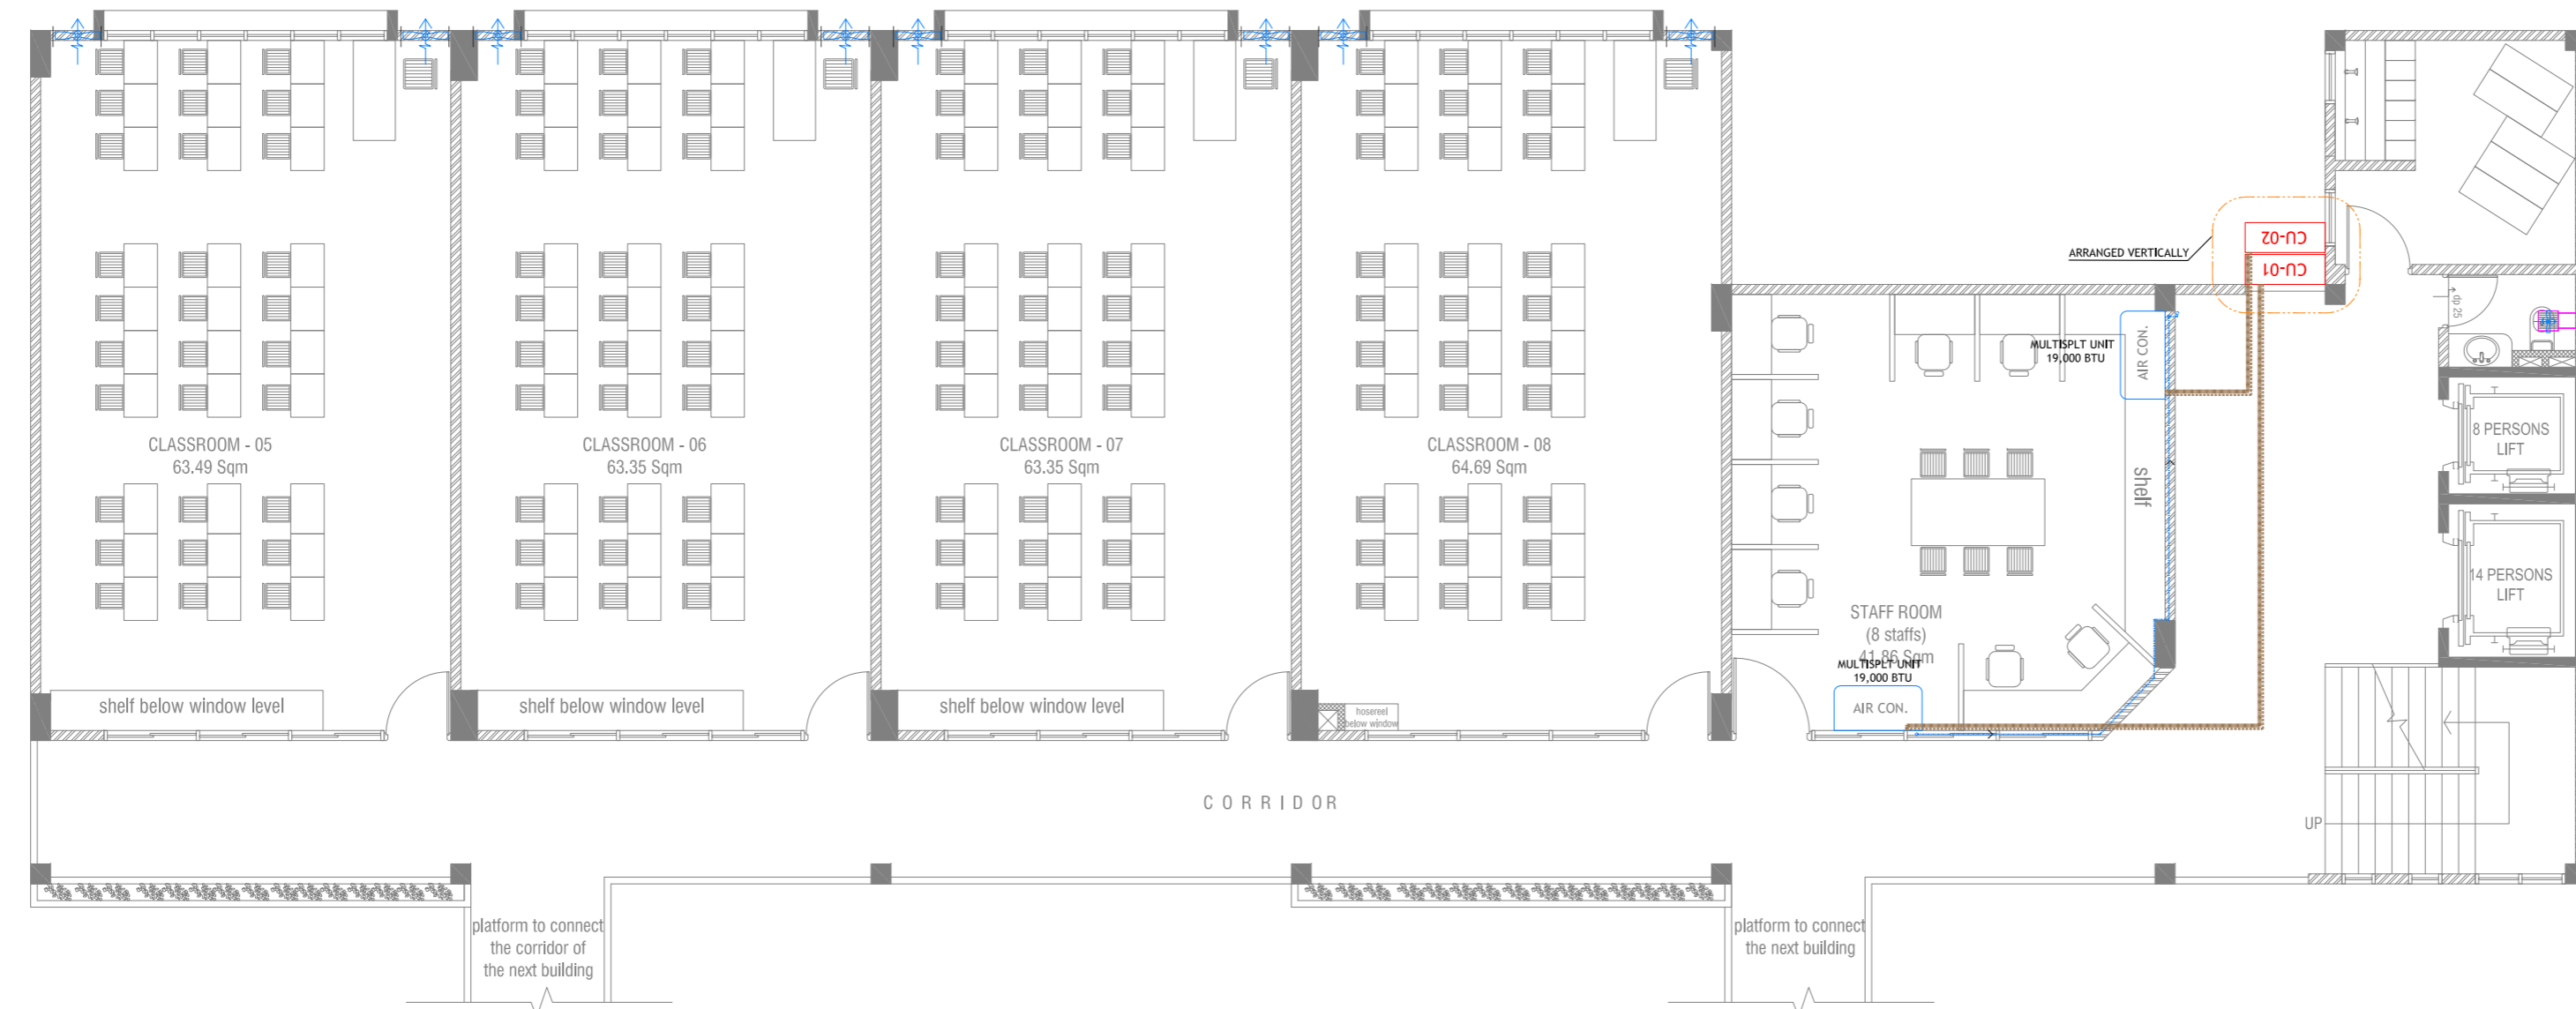 CLASSROOM - 05
63.49 Sqm
CLASSROOM - 06
63.35 Sqm
CLASSROOM - 07
63.35 Sqm
CLASSROOM - 08
64.69 Sqm
ARRANGED VERTICALLY
CU-02
CU-01
dp 25
MULTISPLT UNIT
19,000 BTU
AIR CON.
shelf
8 PERSONS
LIFT
14 PERSONS
LIFT
STAFF ROOM
(8 staffs)
41.86 Sqm
MULTISPLT UNIT
19,000 BTU
AIR CON.
shelf below window level
shelf below window level
shelf below window level
hosereel
below window
CORRIDOR
UP
platform to connect
the corridor of
the next building
platform to connect
the next building